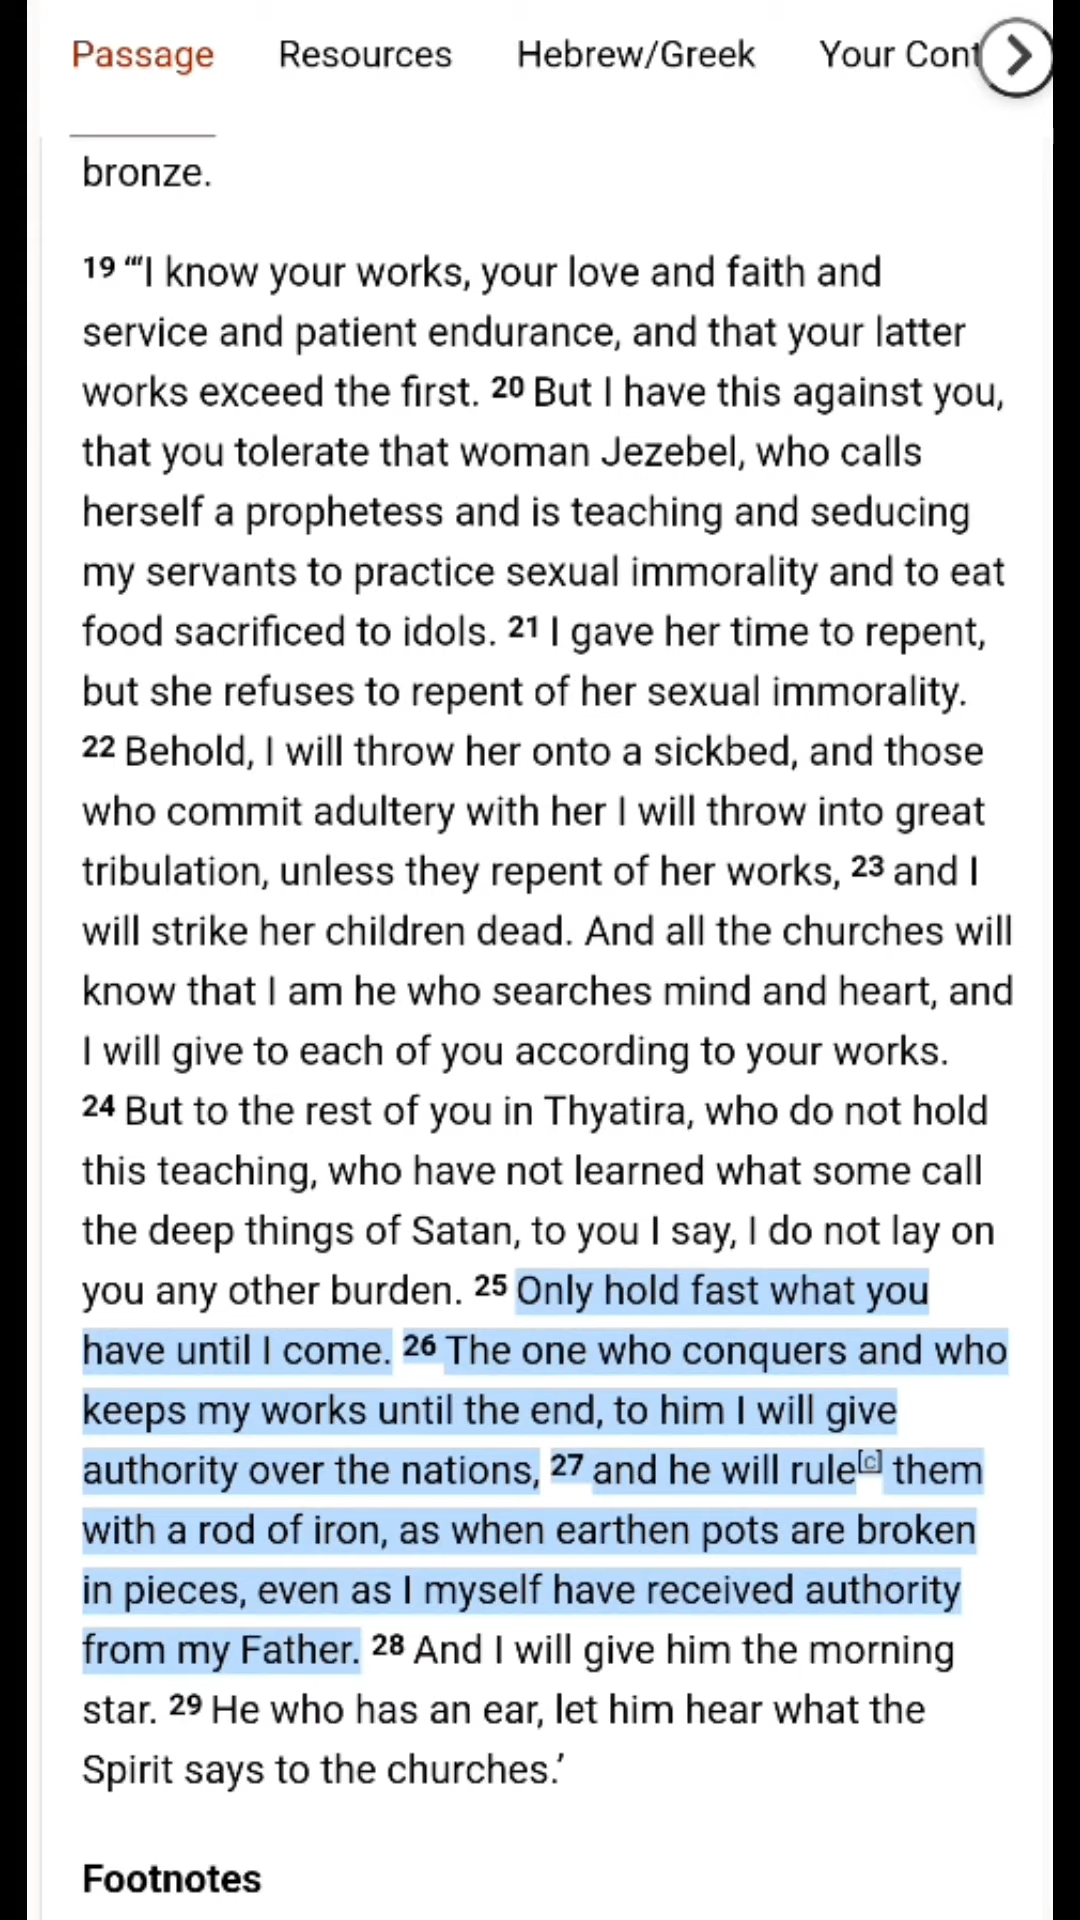 Passage Resources Hebrew/Greek Your Cont
bronze.
19 “‘I know your works, your love and faith and
service and patient endurance, and that your latter
works exceed the first. 20 But I have this against you,
that you tolerate that woman Jezebel, who calls
herself a prophetess and is teaching and seducing
my servants to practice sexual immorality and to eat
food sacrificed to idols. 21 I gave her time to repent,
but she refuses to repent of her sexual immorality.
22 Behold, I will throw her onto a sickbed, and those
who commit adultery with her I will throw into great
tribulation, unless they repent of her works, 23 and I
will strike her children dead. And all the churches will
know that I am he who searches mind and heart, and
I will give to each of you according to your works.
24 But to the rest of you in Thyatira, who do not hold
this teaching, who have not learned what some call
the deep things of Satan, to you I say, I do not lay on
you any other burden. 25 Only hold fast what you
have until I come. 26 The one who conquers and who
keeps my works until the end, to him I will give
authority over the nations, 27 and he will rule[c] them
with a rod of iron, as when earthen pots are broken
in pieces, even as I myself have received authority
from my Father. 28 And I will give him the morning
star. 29 He who has an ear, let him hear what the
Spirit says to the churches.’
Footnotes